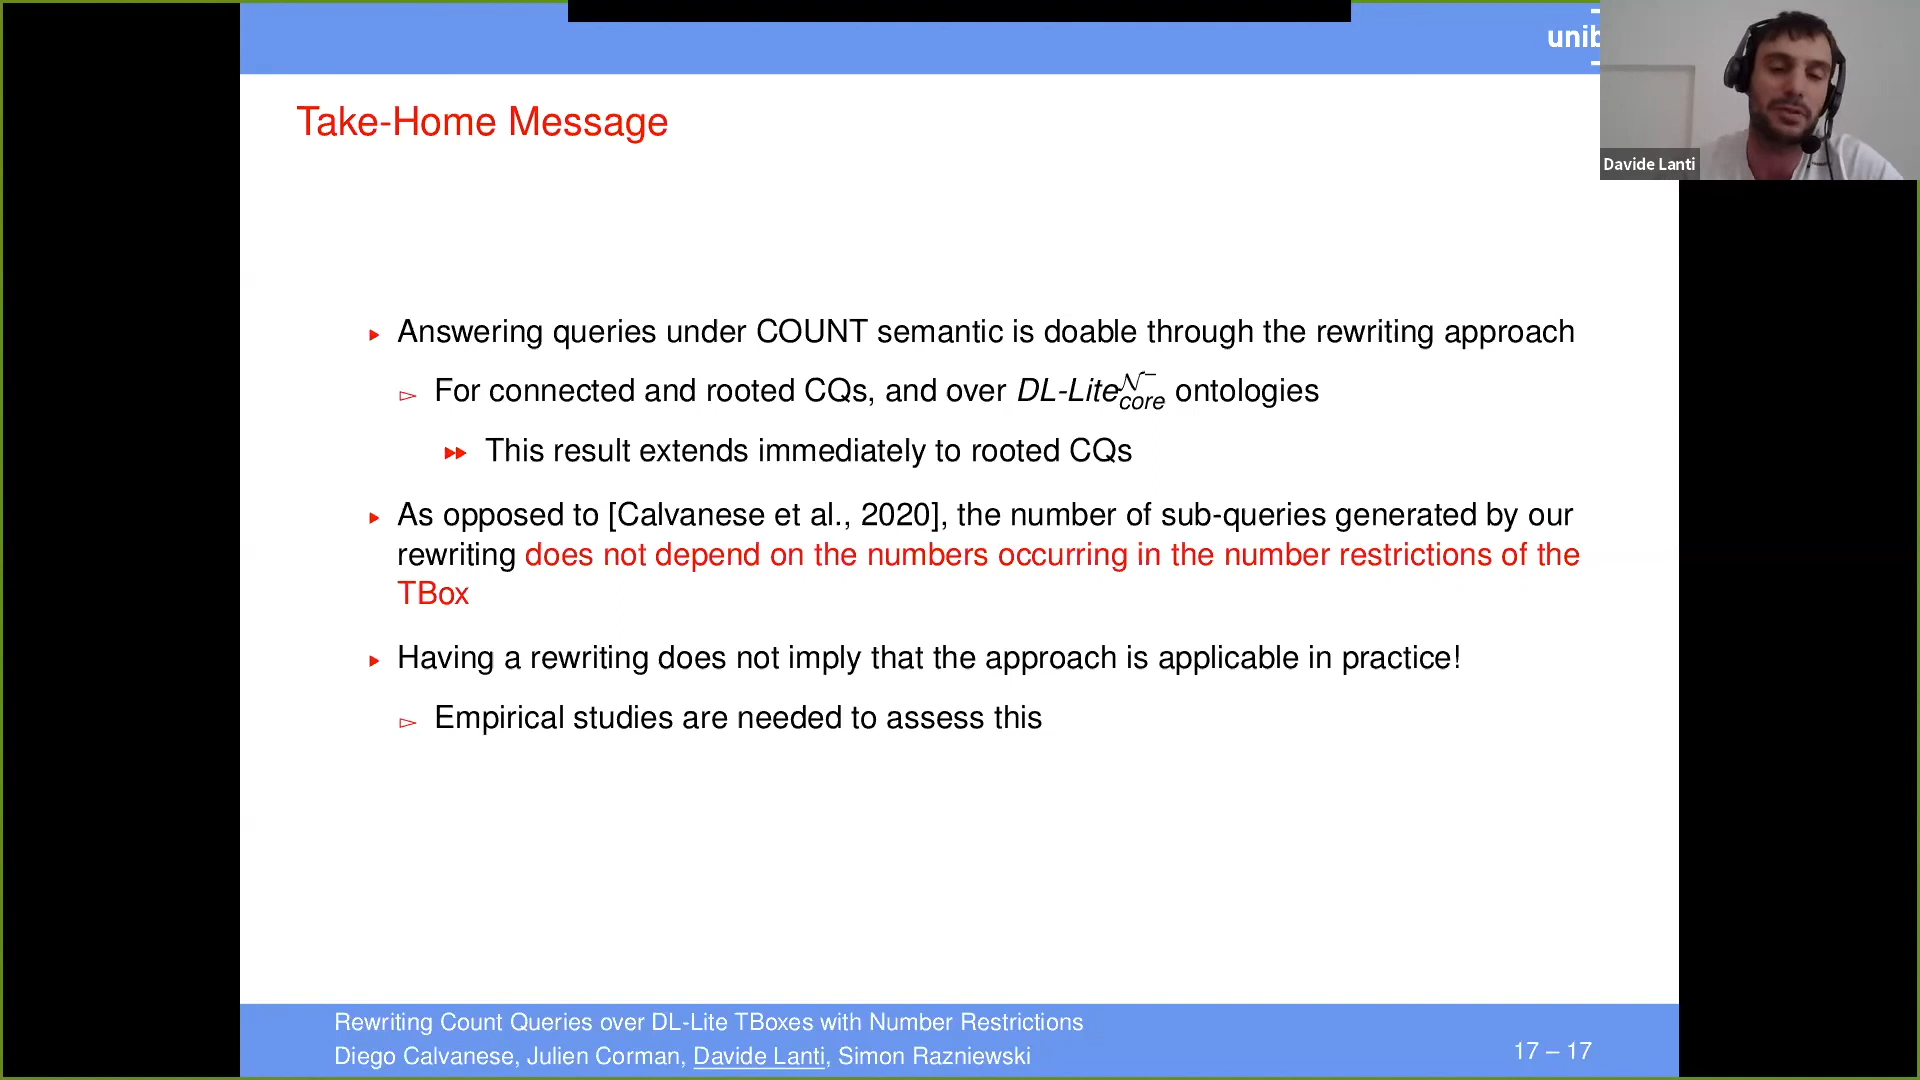 unib
Davide Lanti
Take-Home Message
Answering queries under COUNT semantic is doable through the rewriting approach
For connected and rooted CQs, and over DL-Lite^{𝒩^−}_{core} ontologies
This result extends immediately to rooted CQs
As opposed to [Calvanese et al., 2020], the number of sub-queries generated by our
rewriting does not depend on the numbers occurring in the number restrictions of the
TBox
Having a rewriting does not imply that the approach is applicable in practice!
Empirical studies are needed to assess this
Rewriting Count Queries over DL-Lite TBoxes with Number Restrictions
Diego Calvanese, Julien Corman, Davide Lanti, Simon Razniewski
17 – 17